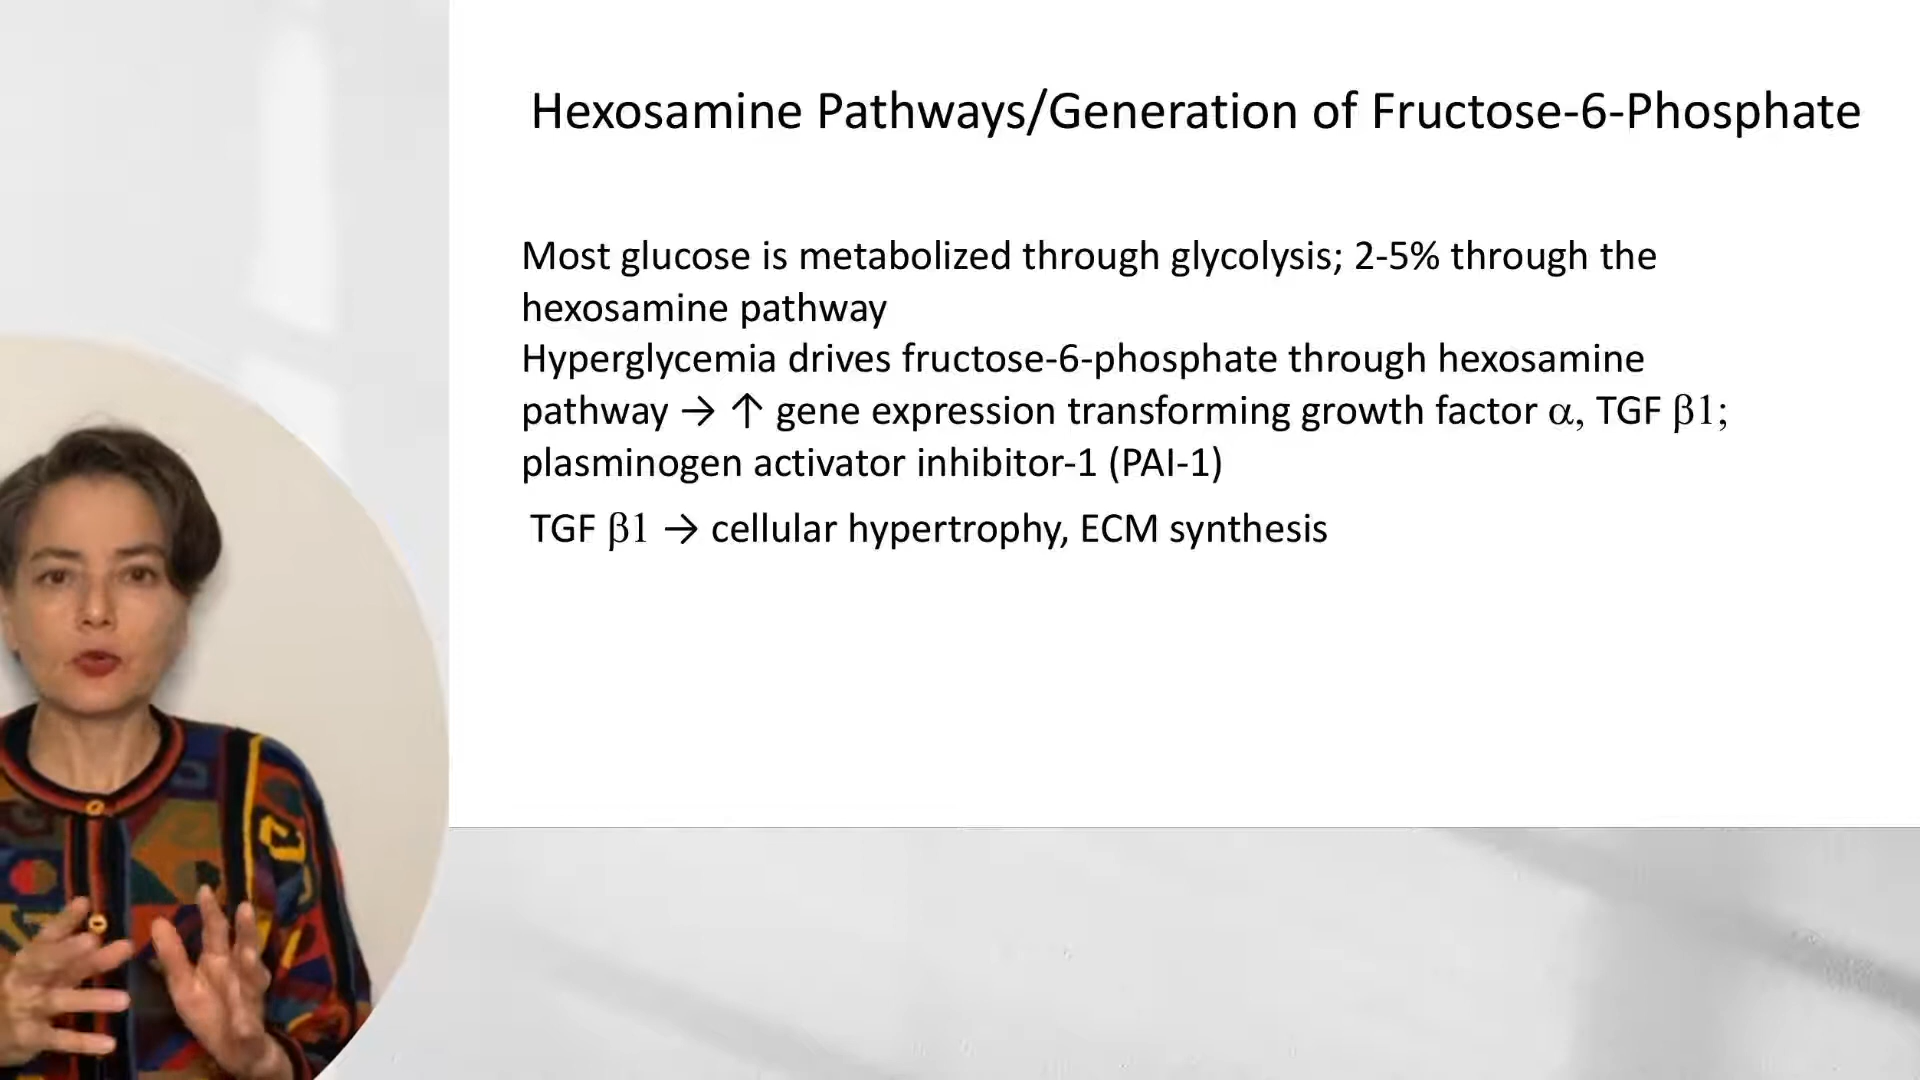 Hexosamine Pathways/Generation of Fructose-6-Phosphate
Most glucose is metabolized through glycolysis; 2-5% through the
hexosamine pathway
Hyperglycemia drives fructose-6-phosphate through hexosamine
pathway → ↑ gene expression transforming growth factor α, TGF β1;
plasminogen activator inhibitor-1 (PAI-1)
TGF β1 → cellular hypertrophy, ECM synthesis